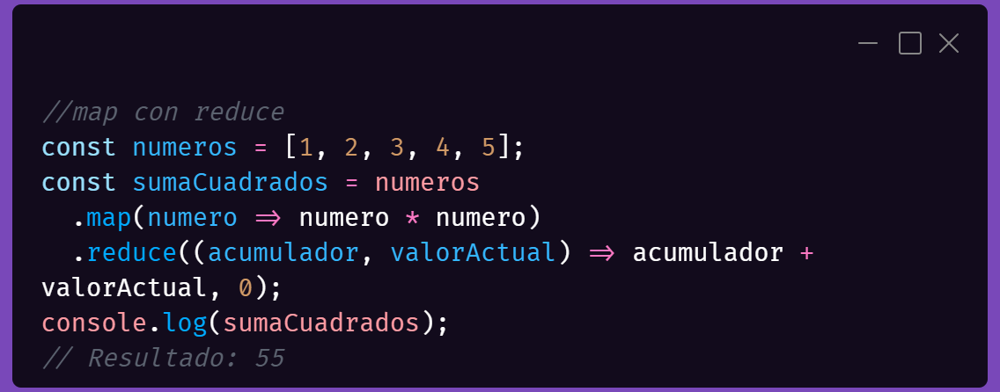 //map con reduce
const numeros = [1, 2, 3, 4, 5];
const sumaCuadrados = numeros
  .map(numero => numero * numero)
  .reduce((acumulador, valorActual) => acumulador +
valorActual, 0);
console.log(sumaCuadrados);
// Resultado: 55